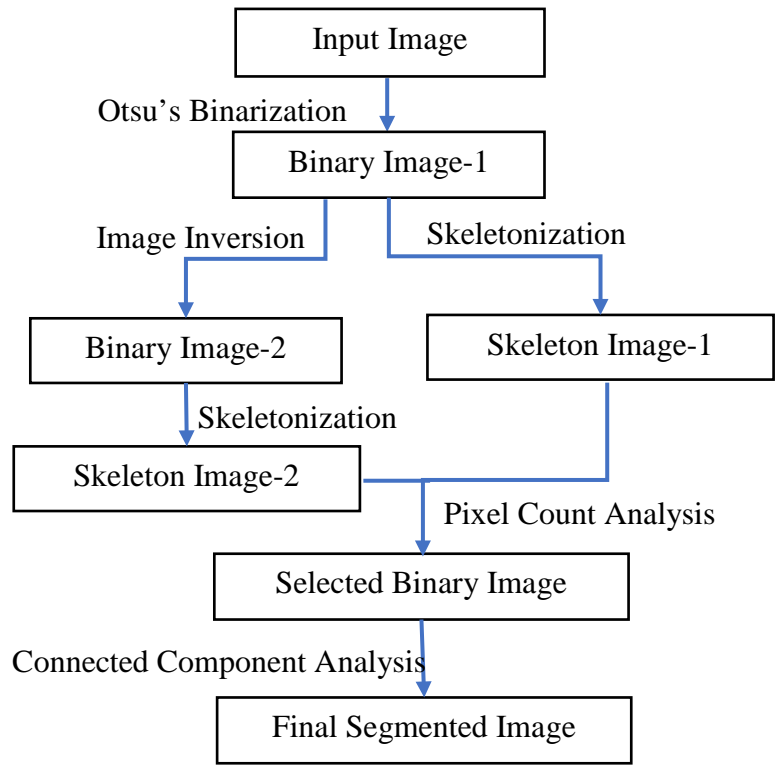 Input Image
Otsu’s Binarization
Binary Image-1
Image Inversion
Skeletonization
Binary Image-2
Skeleton Image-1
Skeletonization
Skeleton Image-2
Pixel Count Analysis
Selected Binary Image
Connected Component Analysis
Final Segmented Image